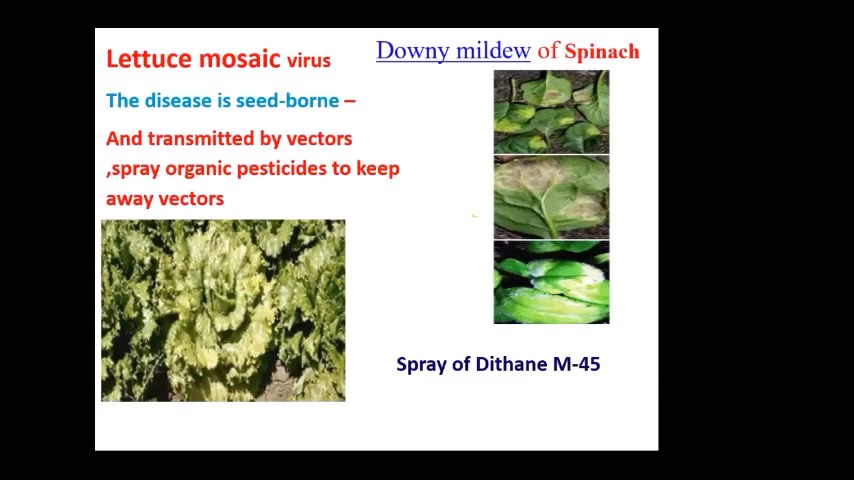 Lettuce mosaic virus
The disease is seed-borne –
And transmitted by vectors
,spray organic pesticides to keep
away vectors
Downy mildew of Spinach
Spray of Dithane M-45